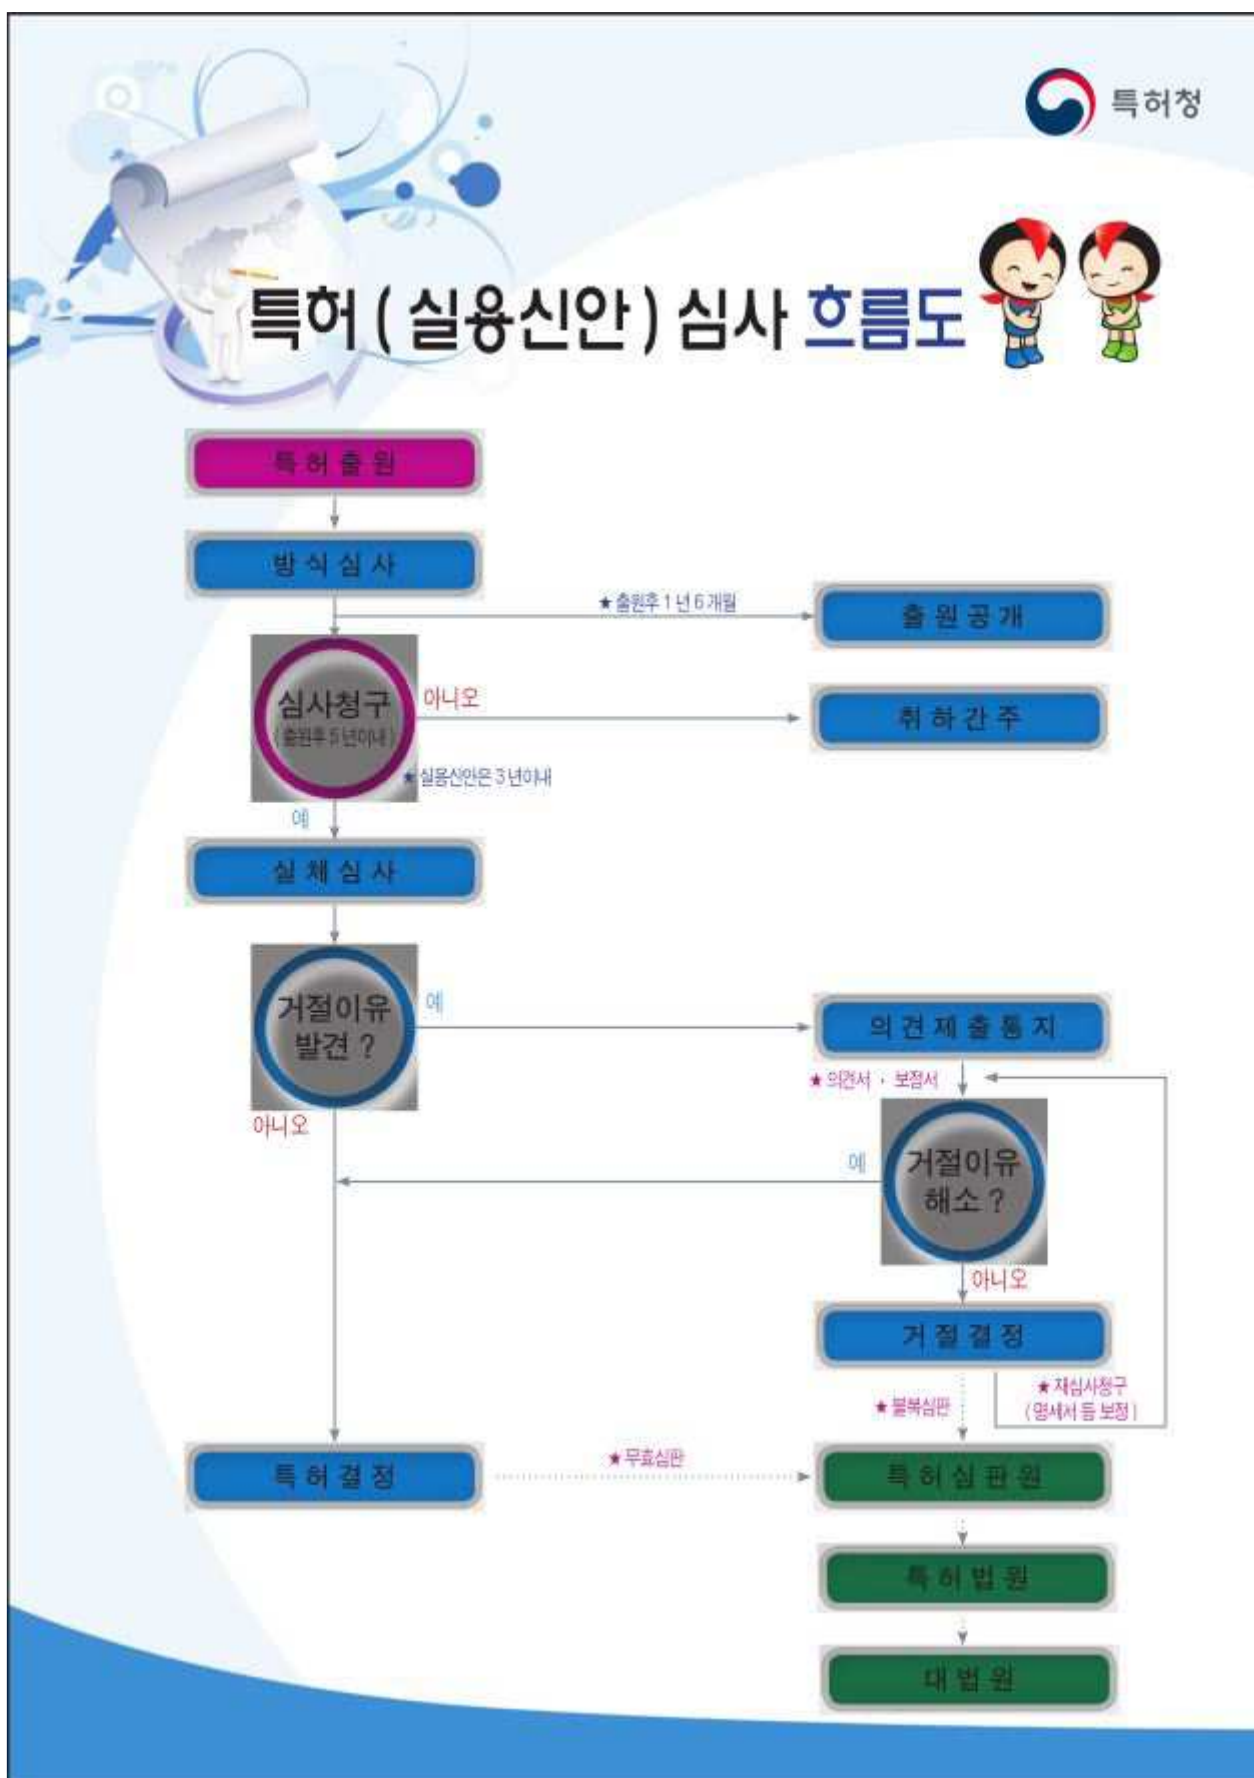 특허청
특허 ( 실용신안 ) 심사 흐름도
특허출원
방식심사
★ 출원후 1 년 6 개월
출원공개
심사청구
( 출원후 5 년이내 )
아니오
취하간주
★ 실용신안은 3 년이내
예
실체심사
거절이유
발견 ?
예
의견제출통지
★ 의견서 · 보정서
아니오
예
거절이유
해소 ?
아니오
거절결정
★ 재심사청구
( 명세서 등 보정 )
★ 불복심판
특허결정
★ 무효심판
특허심판원
특허법원
대법원